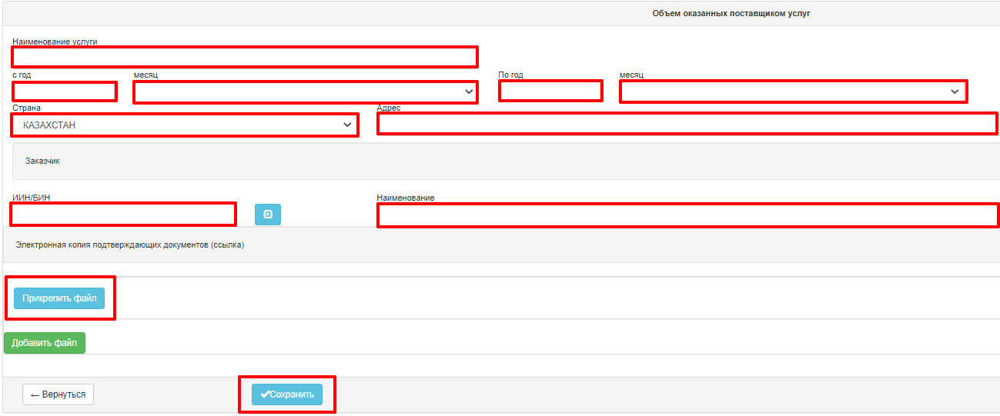 Объем оказанных поставщиком услуг
Наименование услуги
с год месяц По год месяц
Страна Адрес
КАЗАХСТАН
Заказчик
ИИН/БИН Наименование
Электронная копия подтверждающих документов (ссылка)
Прикрепить файл
Добавить файл
← Вернуться Сохранить